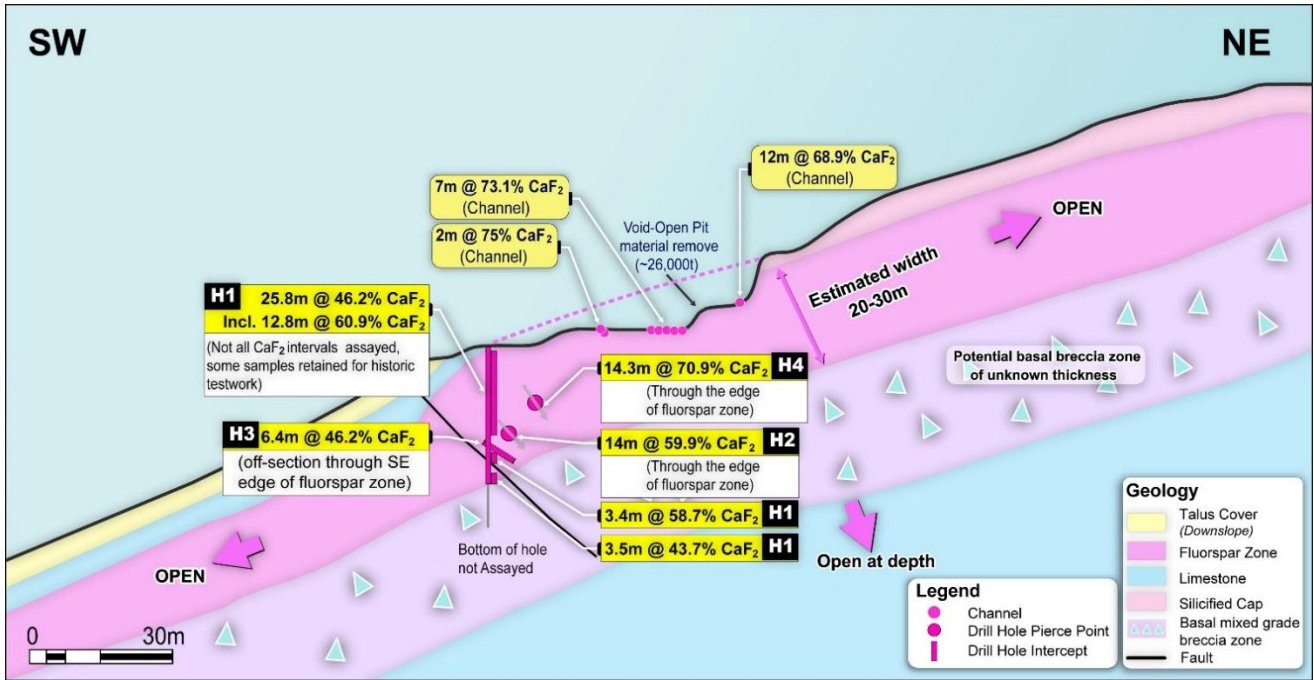 SW
NE
12m @ 68.9% CaF₂
(Channel)
7m @ 73.1% CaF₂
(Channel)
2m @ 75% CaF₂
(Channel)
Void-Open Pit
material remove
(~26,000t)
OPEN
Estimated width
20-30m
H1 25.8m @ 46.2% CaF₂
Incl. 12.8m @ 60.9% CaF₂
(Not all CaF₂ intervals assayed,
some samples retained for historic
testwork)
14.3m @ 70.9% CaF₂ H4
(Through the edge
of fluorspar zone)
Potential basal breccia zone
of unknown thickness
H3 6.4m @ 46.2% CaF₂
(off-section through SE
edge of fluorspar zone)
14m @ 59.9% CaF₂ H2
(Through the edge
of fluorspar zone)
3.4m @ 58.7% CaF₂ H1
3.5m @ 43.7% CaF₂ H1
Bottom of hole
not Assayed
OPEN
Open at depth
0 30m
Legend
Channel
Drill Hole Pierce Point
Drill Hole Intercept
Geology
Talus Cover
(Downslope)
Fluorspar Zone
Limestone
Silicified Cap
Basal mixed grade
breccia zone
Fault